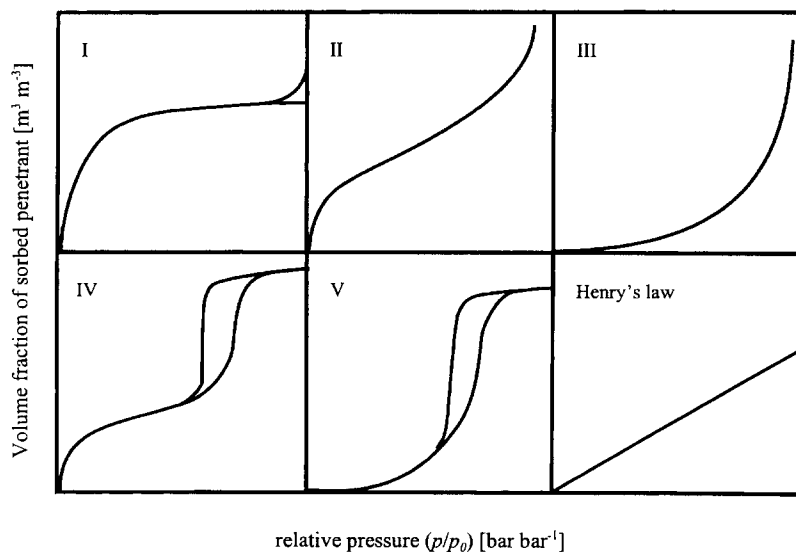 Volume fraction of sorbed penetrant [m³ m⁻³]
I
II
III
IV
V
Henry's law
relative pressure (p/p₀) [bar bar⁻¹]